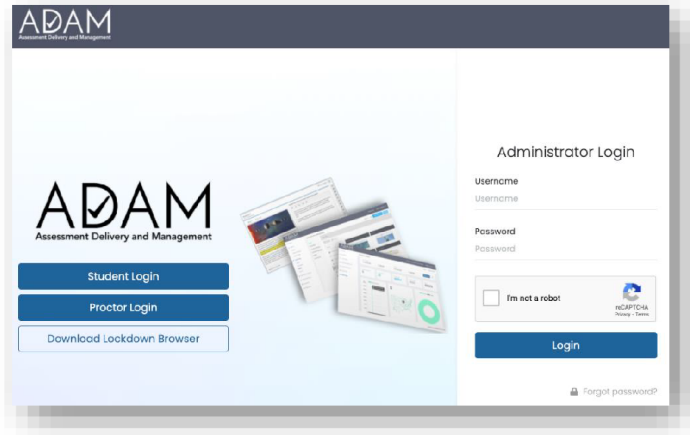 ADAM
Assessment Delivery and Management
ADAM
Assessment Delivery and Management
Student Login
Proctor Login
Download Lockdown Browser
Administrator Login
Username
Username
Password
Password
I'm not a robot
reCAPTCHA
Privacy - Terms
Login
Forgot password?